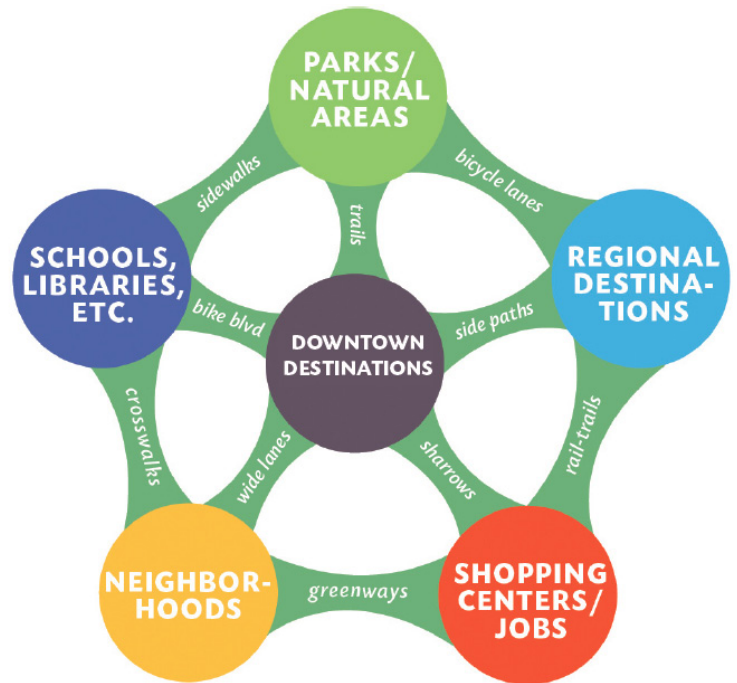 PARKS/
NATURAL
AREAS
sidewalks
bicycle lanes
trails
SCHOOLS,
LIBRARIES,
ETC.
REGIONAL
DESTINA-
TIONS
bike blvd
side paths
DOWNTOWN
DESTINATIONS
crosswalks
wide lanes
sharrows
rail-trails
NEIGHBOR-
HOODS
greenways
SHOPPING
CENTERS/
JOBS